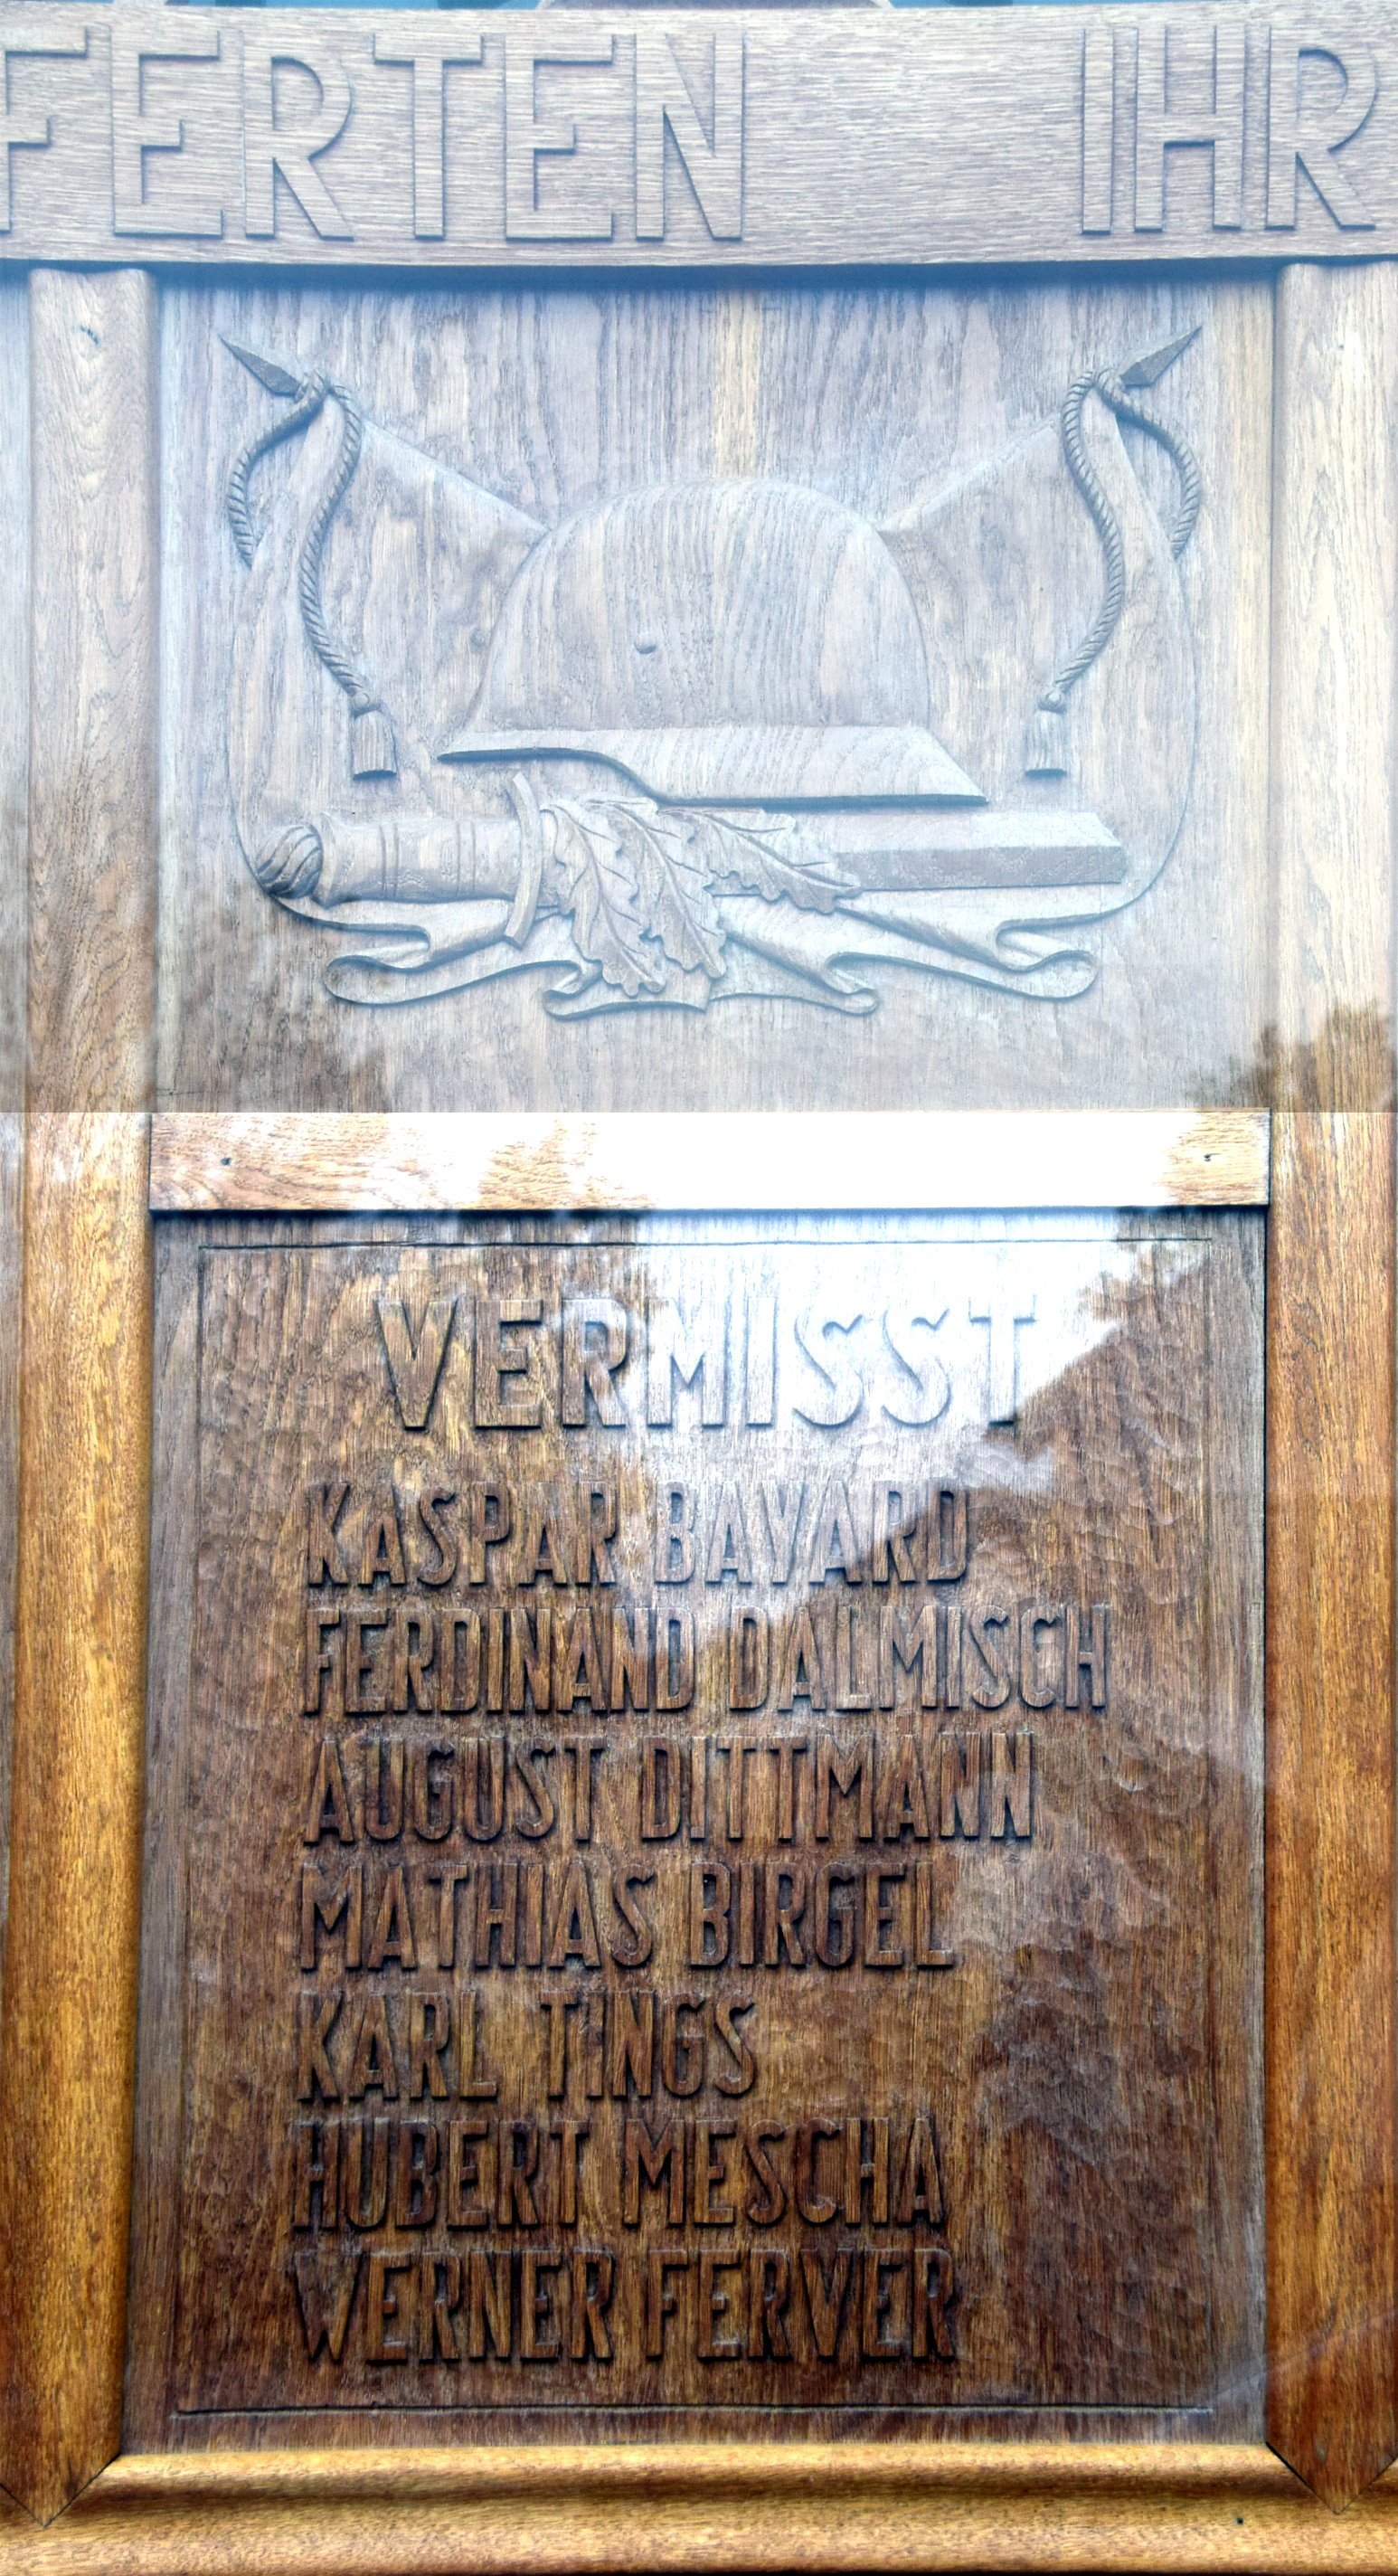 FERTEN IHR
VERMISST
KASPAR BAVARD
FERDINAND DALMISCH
AUGUST DITTMANN
MATHIAS BIRGEL
KARL TINGS
HUBERT MESCHA
WERNER FERVER